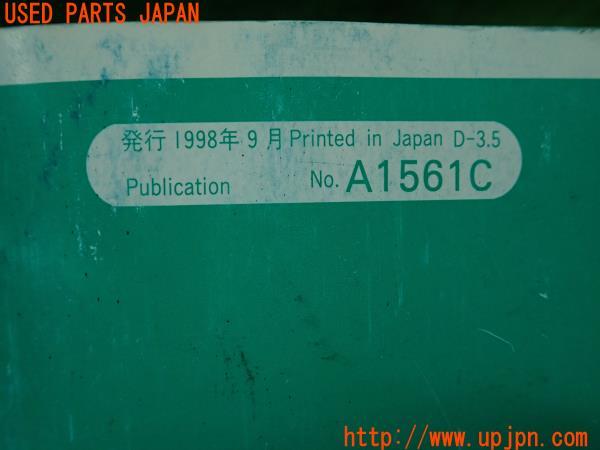 USED PARTS JAPAN
発行 1998年 9 月 Printed in Japan D-3.5
Publication No. A1561C
http://www.upjpn.com